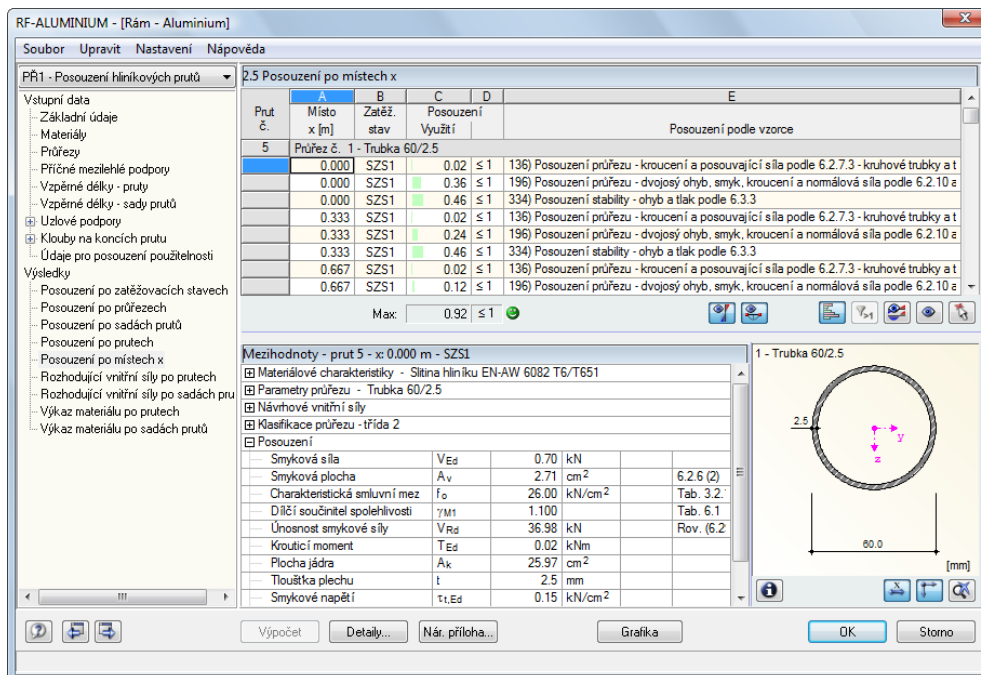 RF-ALUMINIUM - [Rám - Aluminium]
Soubor Upravit Nastavení Nápověda
PŘ1 - Posouzení hliníkových prutů
Vstupní data
Základní údaje
Materiály
Průřezy
Příčné mezilehlé podpory
Vzpěrné délky - pruty
Vzpěrné délky - sady prutů
Uzlové podpory
Klouby na koncích prutu
Údaje pro posouzení použitelnosti
Výsledky
Posouzení po zatěžovacích stavech
Posouzení po průřezech
Posouzení po sadách prutů
Posouzení po prutech
Posouzení po místech x
Rozhodující vnitřní síly po prutech
Rozhodující vnitřní síly po sadách pru
Výkaz materiálu po prutech
Výkaz materiálu po sadách prutů
2.5 Posouzení po místech x
A B C D E
Prut Místo Zatěž. Posouzení
č. x [m] stav Využití Posouzení podle vzorce
5 Průřez č. 1 - Trubka 60/2.5
0.000 SZS1 0.02 ≤ 1 136) Posouzení průřezu - kroucení a posouvající síla podle 6.2.7.3 - kruhové trubky a t
0.000 SZS1 0.36 ≤ 1 196) Posouzení průřezu - dvojosý ohyb, smyk, kroucení a normálová síla podle 6.2.10 a
0.000 SZS1 0.46 ≤ 1 334) Posouzení stability - ohyb a tlak podle 6.3.3
0.333 SZS1 0.02 ≤ 1 136) Posouzení průřezu - kroucení a posouvající síla podle 6.2.7.3 - kruhové trubky a t
0.333 SZS1 0.24 ≤ 1 196) Posouzení průřezu - dvojosý ohyb, smyk, kroucení a normálová síla podle 6.2.10 a
0.333 SZS1 0.46 ≤ 1 334) Posouzení stability - ohyb a tlak podle 6.3.3
0.667 SZS1 0.02 ≤ 1 136) Posouzení průřezu - kroucení a posouvající síla podle 6.2.7.3 - kruhové trubky a t
0.667 SZS1 0.12 ≤ 1 196) Posouzení průřezu - dvojosý ohyb, smyk, kroucení a normálová síla podle 6.2.10 a
Max: 0.92 ≤ 1
Mezihodnoty - prut 5 - x: 0.000 m - SZS1
Materiálové charakteristiky - Slitina hliníku EN-AW 6082 T6/T651
Parametry průřezu - Trubka 60/2.5
Návrhové vnitřní síly
Klasifikace průřezu - třída 2
Posouzení
Smyková síla VEd 0.70 kN
Smyková plocha Av 2.71 cm2 6.2.6 (2)
Charakteristická smluvní mez fo 26.00 kN/cm2 Tab. 3.2.
Dílčí součinitel spolehlivosti γM1 1.100 Tab. 6.1
Únosnost smykové síly VRd 36.98 kN Rov. (6.2
Krouticí moment TEd 0.02 kNm
Plocha jádra Ak 25.97 cm2
Tloušťka plechu t 2.5 mm
Smykové napětí τt,Ed 0.15 kN/cm2
1 - Trubka 60/2.5
2.5
y
z
60.0
[mm]
Výpočet Detaily... Nár. příloha... Grafika OK Storno